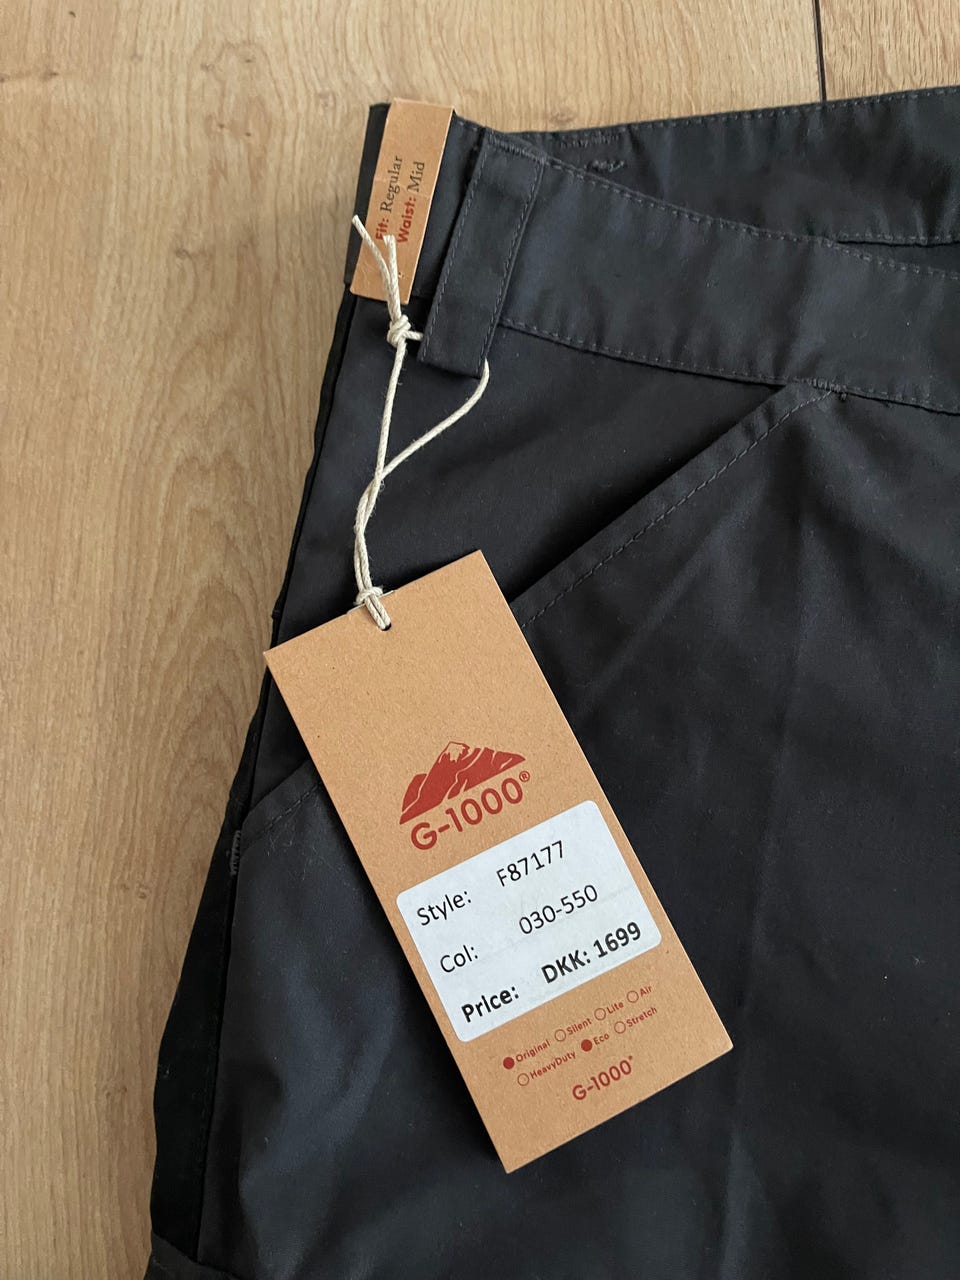 Fit: Regular
Waist: Mid
G-1000®
Style: F87177
Col: 030-550
Price: DKK: 1699
Original Silent Lite Air
HeavyDuty Eco Stretch
G-1000®